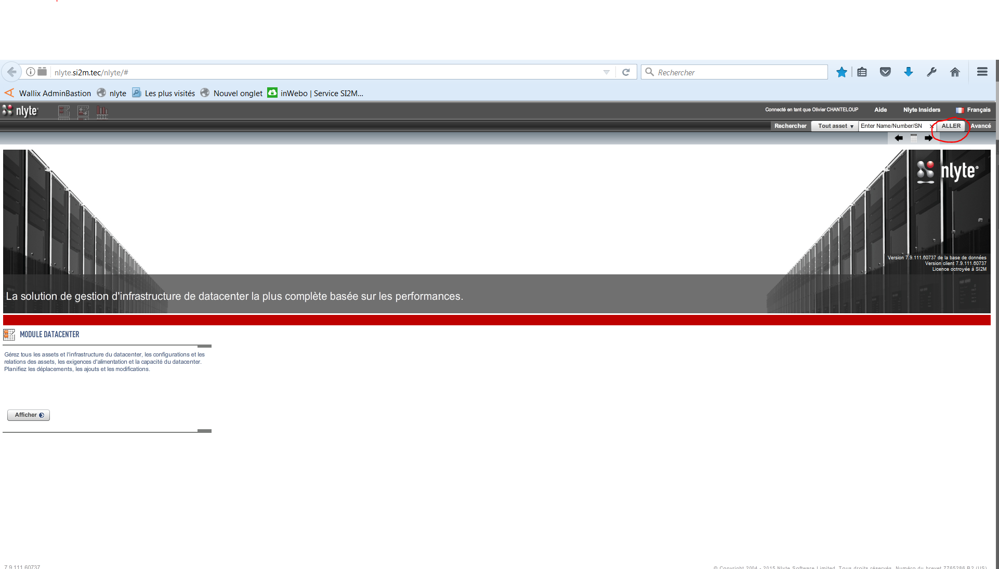 nlyte.si2m.tec/nlyte/#
Rechercher
Wallix AdminBastion nlyte Les plus visités Nouvel onglet inWebo | Service SI2M...
nlyte
Connecté en tant que Olivier CHANTELOUP Aide Nlyte Insiders Français
Rechercher Tout asset Enter Name/Number/SN ALLER Avancé
nlyte
Version 7.9.111.60737 de la base de données
Version client 7.9.111.60737
Licence octroyée à SI2M
La solution de gestion d'infrastructure de datacenter la plus complète basée sur les performances.
MODULE DATACENTER
Gérez tous les assets et l'infrastructure du datacenter, les configurations et les
relations des assets, les exigences d'alimentation et la capacité du datacenter.
Planifiez les déplacements, les ajouts et les modifications.
Afficher
7.9.111.60737
© Copyright 2004 - 2015 Nlyte Software Limited. Tous droits réservés. Numéro du brevet 7765286 B2 (US)